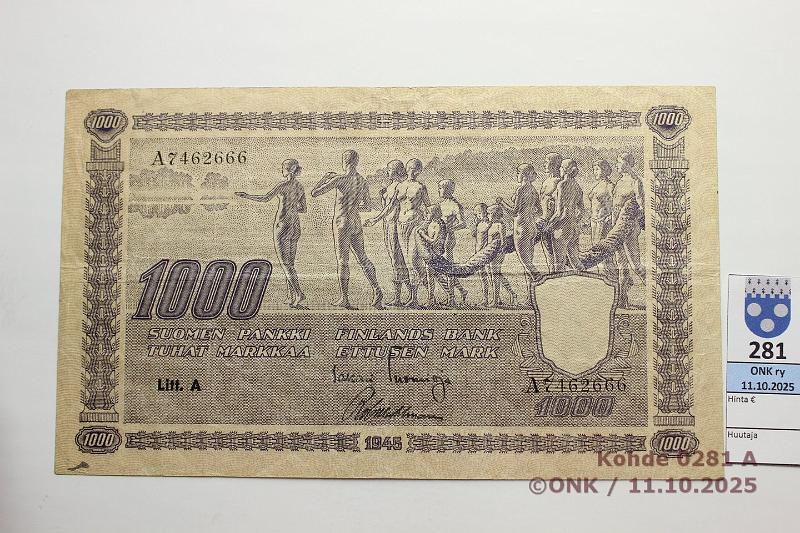 1000
1000
A7462666
1000
SUOMEN PANKKI FINLANDS BANK
TUHAT MARKKAA ETTUSEN MARK
Litt. A
A7462666
1000
1000
1945
1000
281
ONK ry
11.10.2025
Hinta €
Huutaja
Kohde 0281 A
©ONK / 11.10.2025